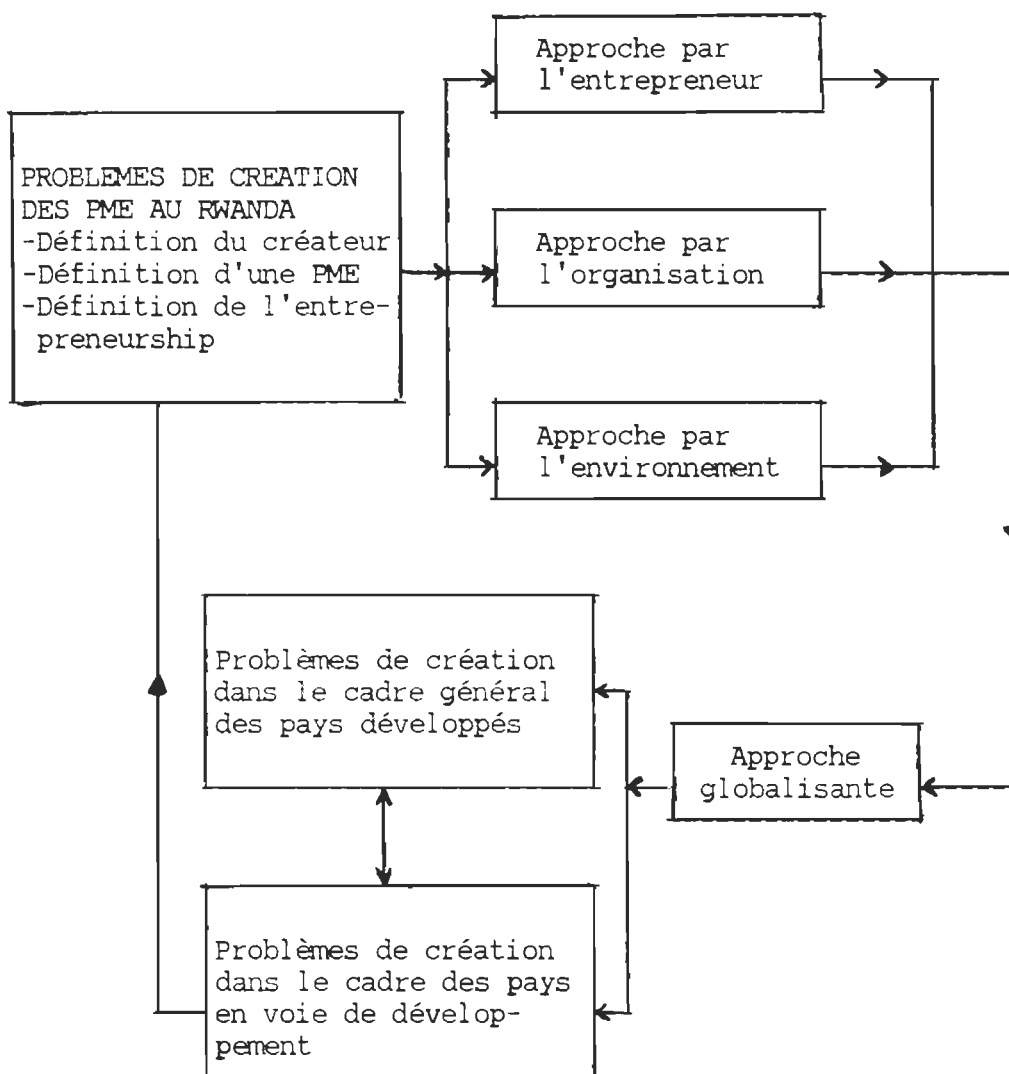 PROBLEMES DE CREATION
DES PME AU RWANDA
-Définition du créateur
-Définition d'une PME
-Définition de l'entre-
preneurship
Approche par
l'entrepreneur
Approche par
l'organisation
Approche par
l'environnement
Approche
globalisante
Problèmes de création
dans le cadre général
des pays développés
Problèmes de création
dans le cadre des pays
en voie de dévelop-
pement